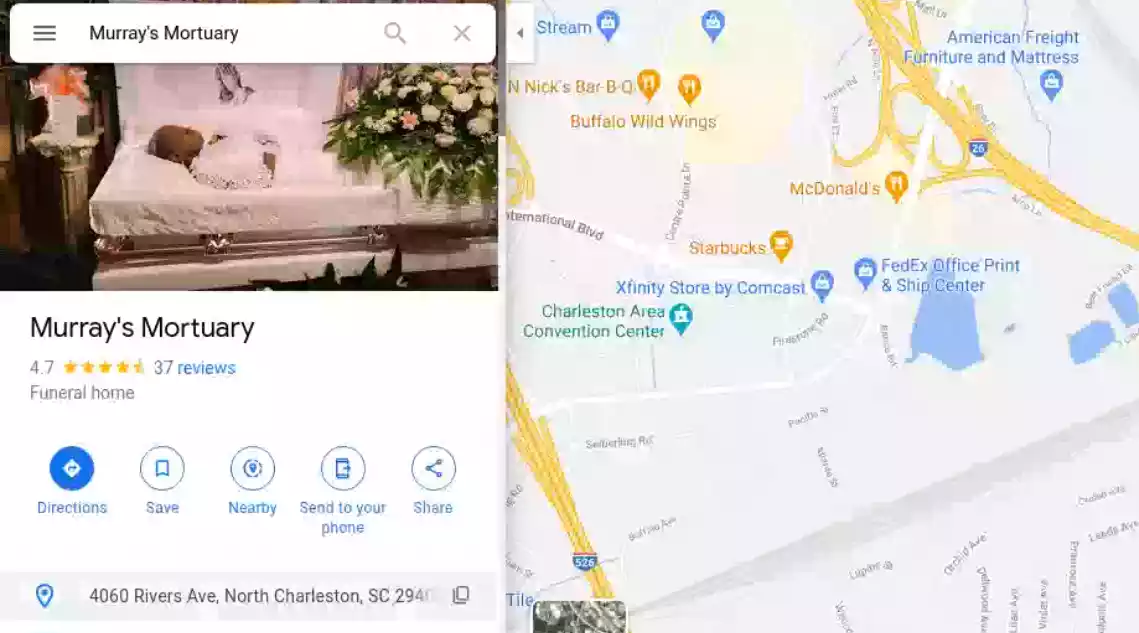 Murray's Mortuary
Murray's Mortuary
4.7
37 reviews
Funeral home
Directions
Save
Nearby
Send to your
phone
Share
4060 Rivers Ave, North Charleston, SC 294
Stream
American Freight
Furniture and Mattress
N Nick's Bar-B-Q
Buffalo Wild Wings
26
McDonald's
Centre Pointe Dr
International Blvd
Starbucks
Xfinity Store by Comcast
FedEx Office Print
& Ship Center
Charleston Area
Convention Center
Firestone Rd
Seiberling Rd
Pacific St
Buffalo Ave
526
Orchid Ave
Leeds Ave
Tile